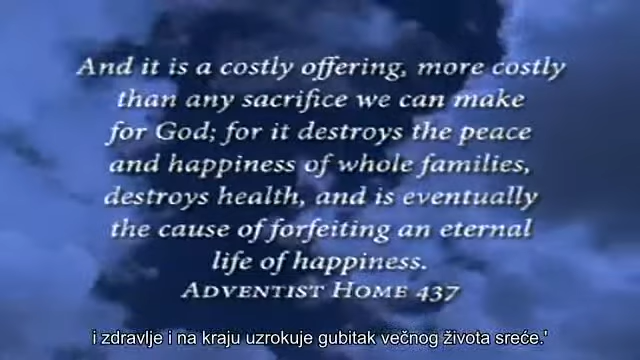 And it is a costly offering, more costly
than any sacrifice we can make
for God; for it destroys the peace
and happiness of whole families,
destroys health, and is eventually
the cause of forfeiting an eternal
life of happiness.
ADVENTIST HOME 437
i zdravlje i na kraju uzrokuje gubitak večnog života sreće.'